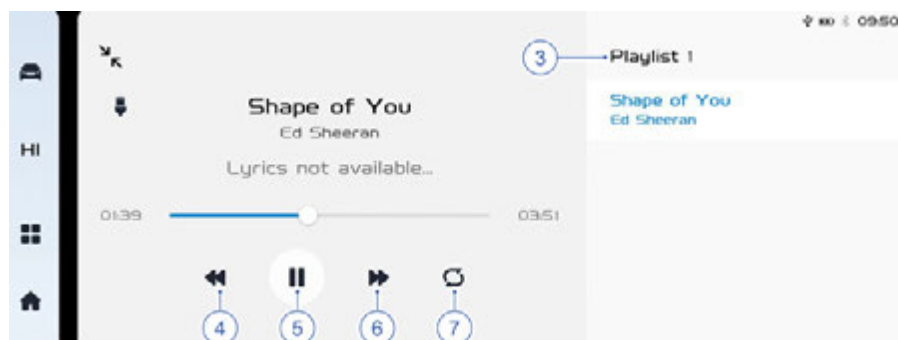 09:50
3
Playlist 1
Shape of You
Ed Sheeran
Shape of You
Ed Sheeran
HI
Lyrics not available...
01:39
03:51
4
5
6
7